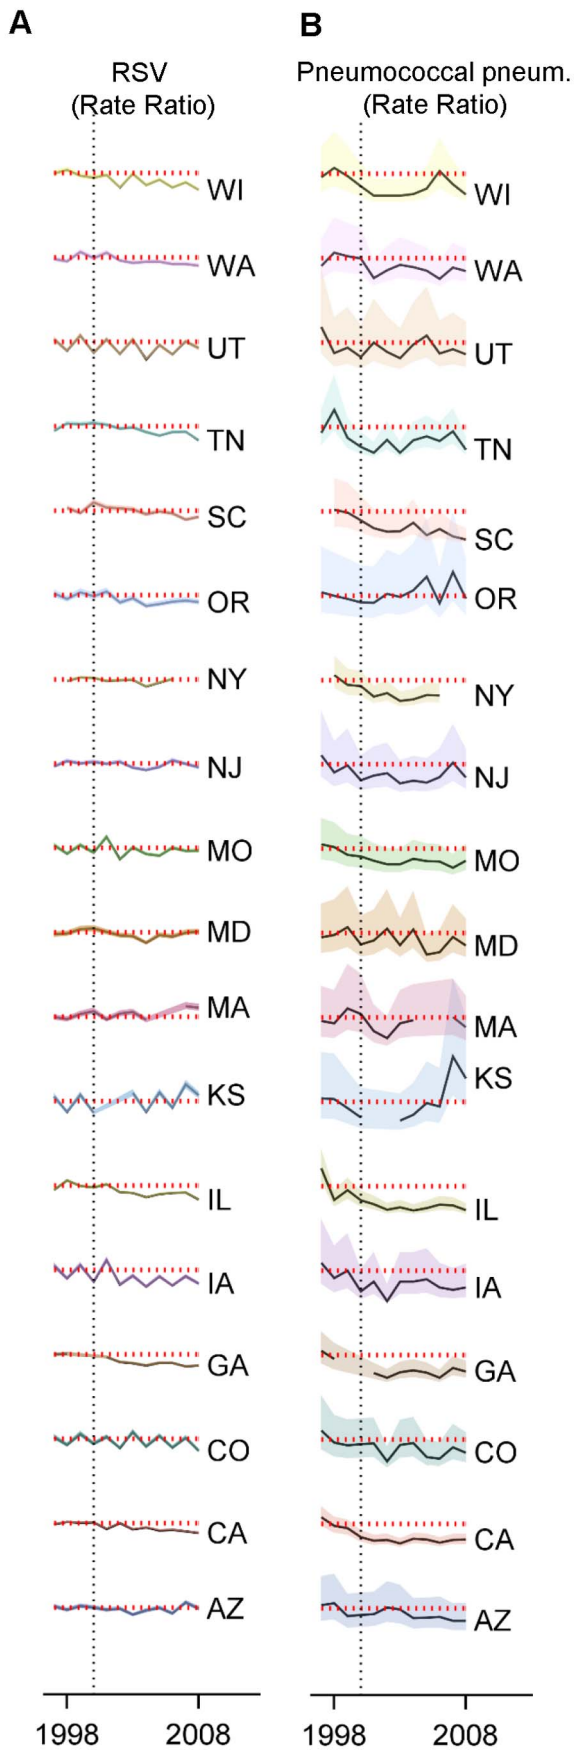 A
B
RSV
(Rate Ratio)
Pneumococcal pneum.
(Rate Ratio)
WI
WI
WA
WA
UT
UT
TN
TN
SC
SC
OR
OR
NY
NY
NJ
NJ
MO
MO
MD
MD
MA
MA
KS
KS
IL
IL
IA
IA
GA
GA
CO
CO
CA
CA
AZ
AZ
1998
2008
1998
2008